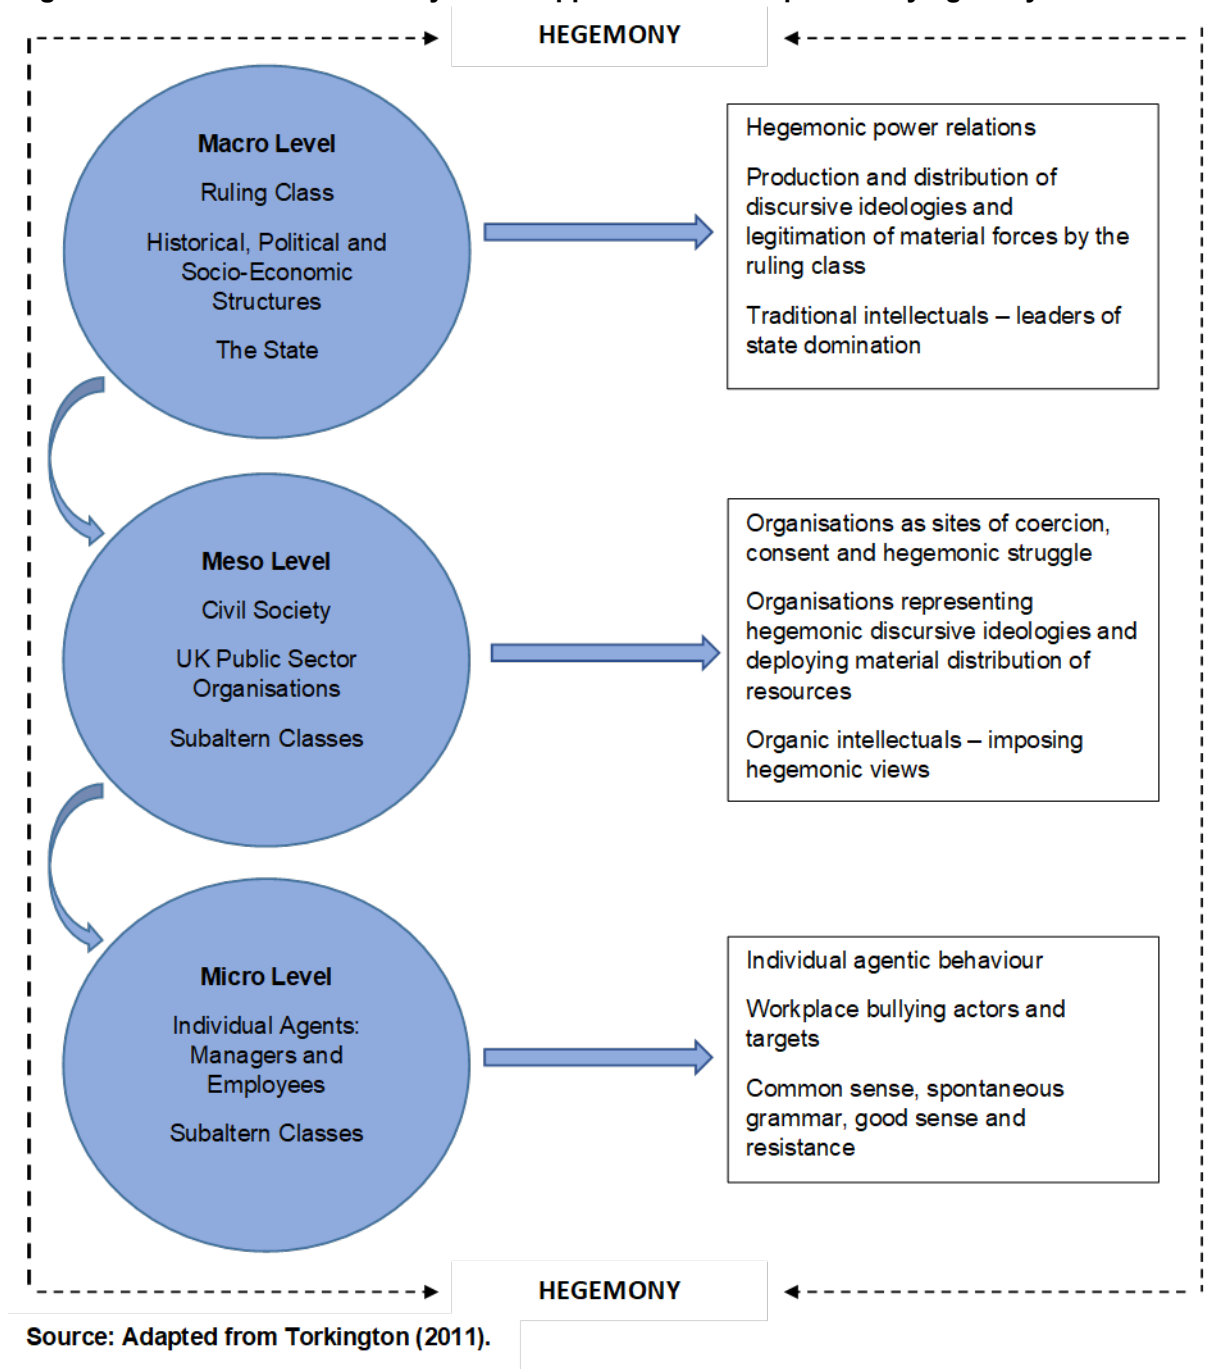 HEGEMONY
Macro Level
Ruling Class
Historical, Political and
Socio-Economic
Structures
The State
Hegemonic power relations
Production and distribution of
discursive ideologies and
legitimation of material forces by the
ruling class
Traditional intellectuals – leaders of
state domination
Meso Level
Civil Society
UK Public Sector
Organisations
Subaltern Classes
Organisations as sites of coercion,
consent and hegemonic struggle
Organisations representing
hegemonic discursive ideologies and
deploying material distribution of
resources
Organic intellectuals – imposing
hegemonic views
Micro Level
Individual Agents:
Managers and
Employees
Subaltern Classes
Individual agentic behaviour
Workplace bullying actors and
targets
Common sense, spontaneous
grammar, good sense and
resistance
HEGEMONY
Source: Adapted from Torkington (2011).